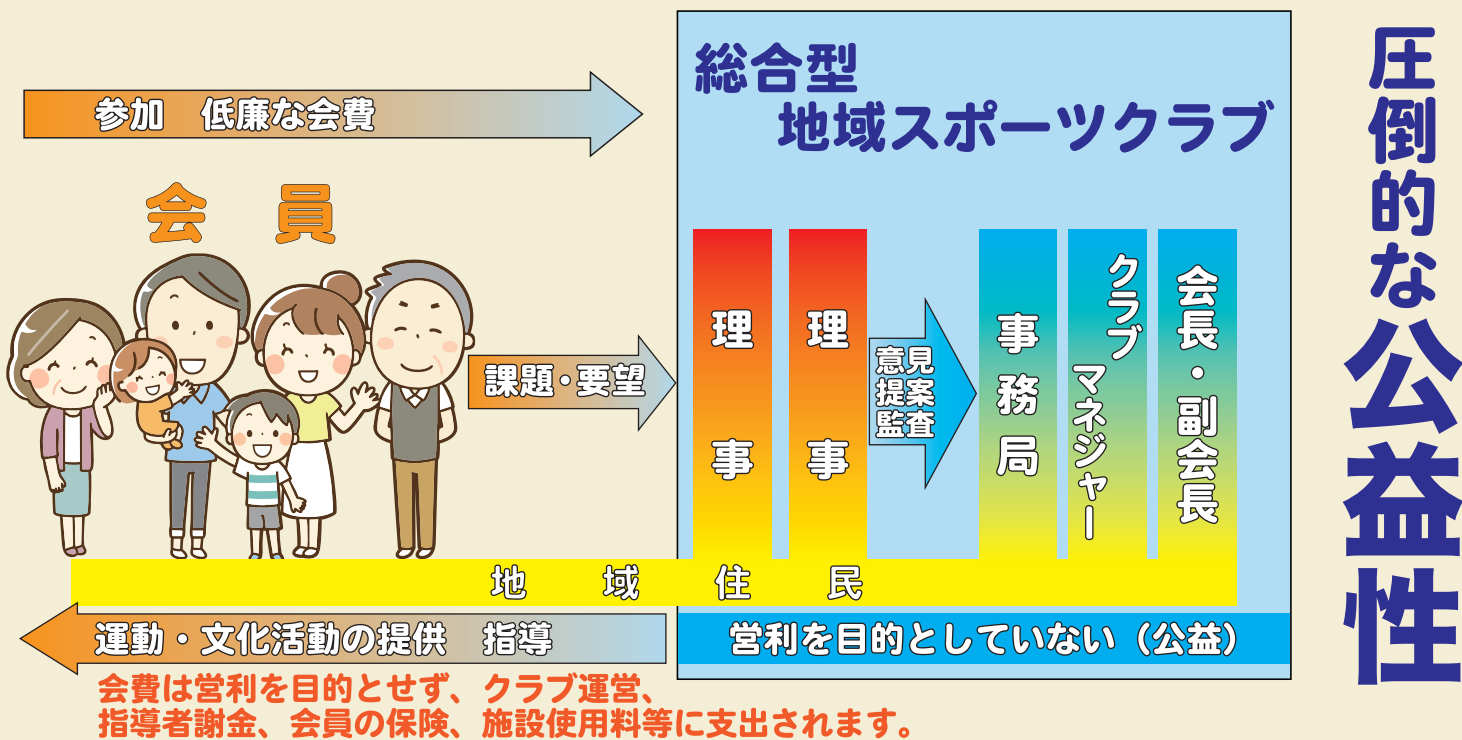 総合型
地域スポーツクラブ
圧倒的な公益性
参加　低廉な会費
会　員
課題・要望
理事
理事
意見
提案
監査
事務局
クラブ
マネジャー
会長・副会長
地　域　住　民
運動・文化活動の提供　指導
営利を目的としていない（公益）
会費は営利を目的とせず、クラブ運営、
指導者謝金、会員の保険、施設使用料等に支出されます。